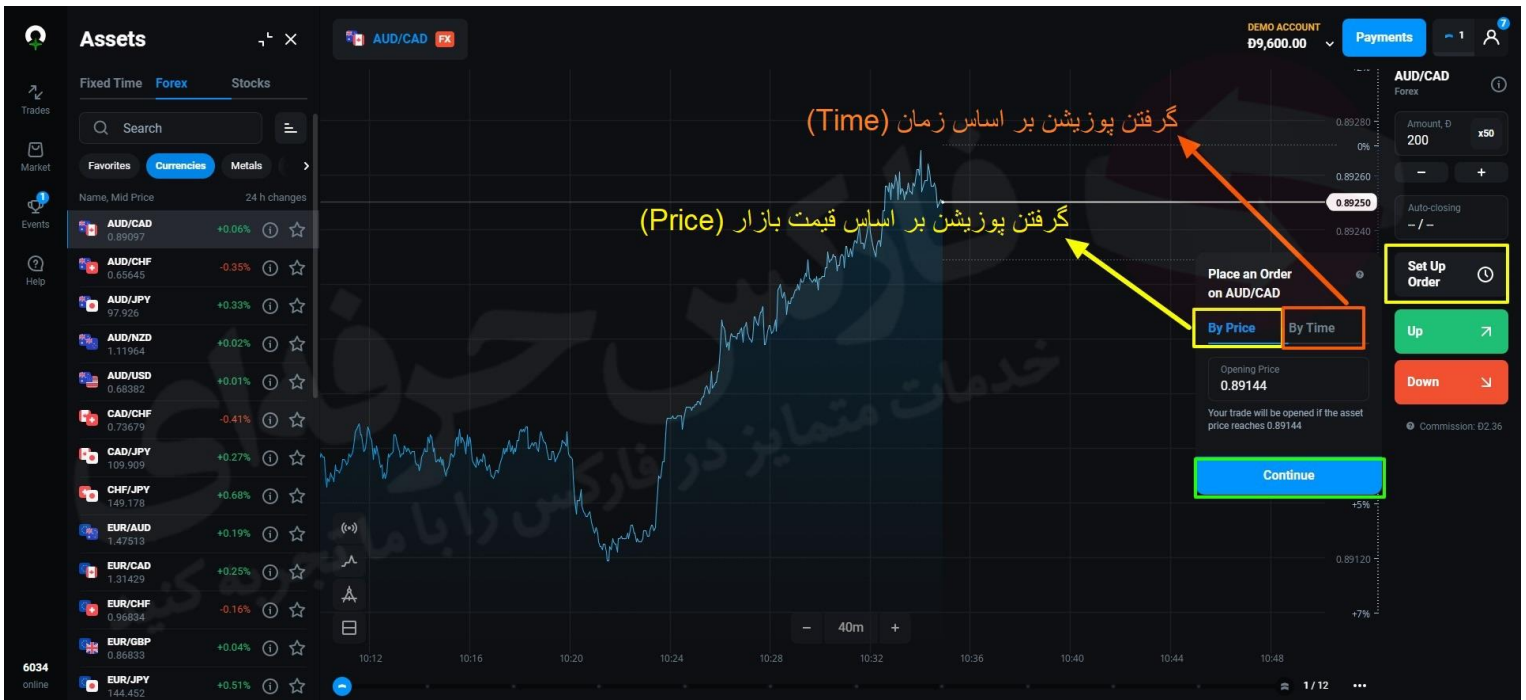 Assets
Fixed Time Forex Stocks
Search
Favorites Currencies Metals
Name, Mid Price 24 h changes
AUD/CAD
0.89097 +0.06%
AUD/CHF
0.65645 -0.35%
AUD/JPY
97.926 +0.33%
AUD/NZD
1.11964 +0.02%
AUD/USD
0.68382 +0.01%
CAD/CHF
0.73679 -0.41%
CAD/JPY
109.909 +0.27%
CHF/JPY
149.178 +0.68%
EUR/AUD
1.47513 +0.19%
EUR/CAD
1.31429 +0.25%
EUR/CHF
0.96834 -0.16%
EUR/GBP
0.86833 +0.04%
EUR/JPY
144.452 +0.51%
Trades
Market
1
Events
Help
6034
online
AUD/CAD FX
DEMO ACCOUNT
Đ9,600.00
Payments
1
7
گرفتن پوزیشن بر اساس زمان (Time)
گرفتن پوزیشن بر اساس قیمت بازار (Price)
فارکس حرفه‌ای
خدمات متمایز در فارکس را با ما تجربه کنید
0.89280
0%
0.89260
0.89250
0.89240
+5%
0.89120
+7%
Place an Order
on AUD/CAD
By Price By Time
Opening Price
0.89144
Your trade will be opened if the asset
price reaches 0.89144
Continue
AUD/CAD
Forex
Amount, Đ
200 x50
− +
Auto-closing
-- / --
Set Up
Order
Up
Down
Commission: Đ2.36
− 40m +
10:12 10:16 10:20 10:24 10:28 10:32 10:36 10:40 10:44 10:48
1 / 12